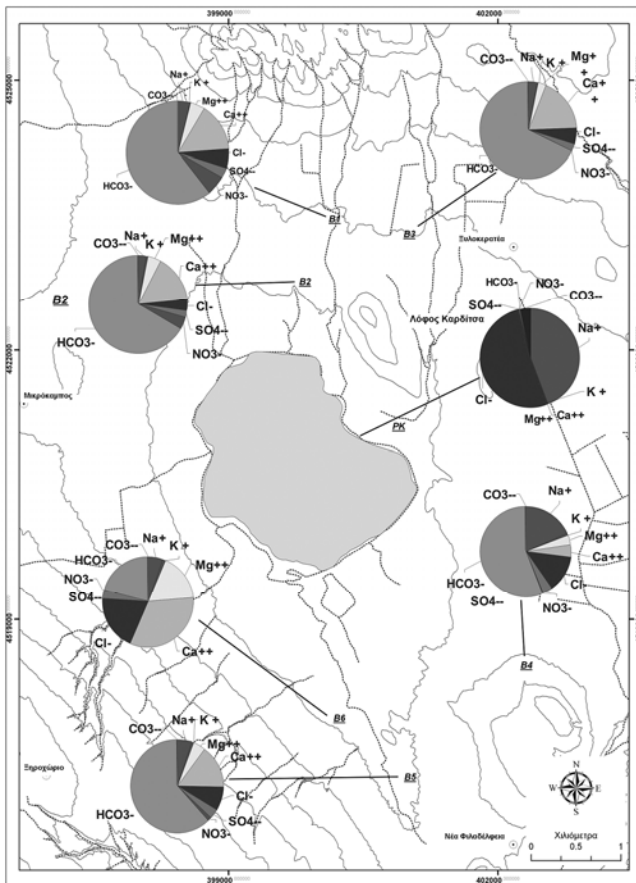 399000
402000
4525000
4525000
Na+
K +
CO3--
Mg++
Ca++
Cl-
SO4--
NO3-
HCO3-
B1
CO3--
Na+
K +
Mg+
+
Ca+
+
Cl-
SO4--
NO3-
HCO3-
B3
Ξυλοκερατέα
Na+
CO3--
K +
Mg++
Ca++
Cl-
SO4--
NO3-
HCO3-
B2
B2
HCO3-
NO3-
SO4--
CO3--
Λόφος Καρδίτσα
Na+
K +
Cl-
Mg++
Ca++
PK
4522000
4522000
Μικρόκαμπος
CO3--
Na+
K +
Mg++
Ca++
Cl-
NO3-
SO4--
HCO3-
B4
CO3--
Na+
K +
HCO3-
Mg++
NO3-
SO4--
Cl-
Ca++
B6
4519000
4519000
CO3--
Na+
K +
Mg++
Ca++
Cl-
SO4--
NO3-
HCO3-
B5
Ξηροχώριο
Νέα Φιλαδέλφεια
N
W
E
S
Χιλιόμετρα
0
0.5
1
399000
402000